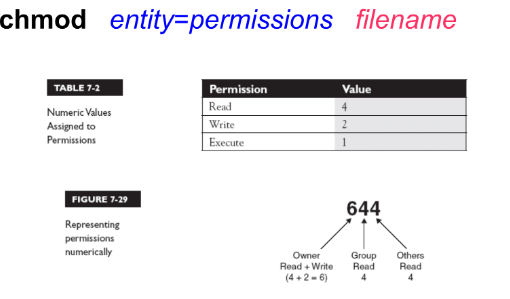 chmod entity=permissions filename
TABLE 7-2
Numeric Values
Assigned to
Permissions
Permission Value
Read 4
Write 2
Execute 1
FIGURE 7-29
Representing
permissions
numerically
644
Owner Group Others
Read + Write Read Read
(4 + 2 = 6) 4 4